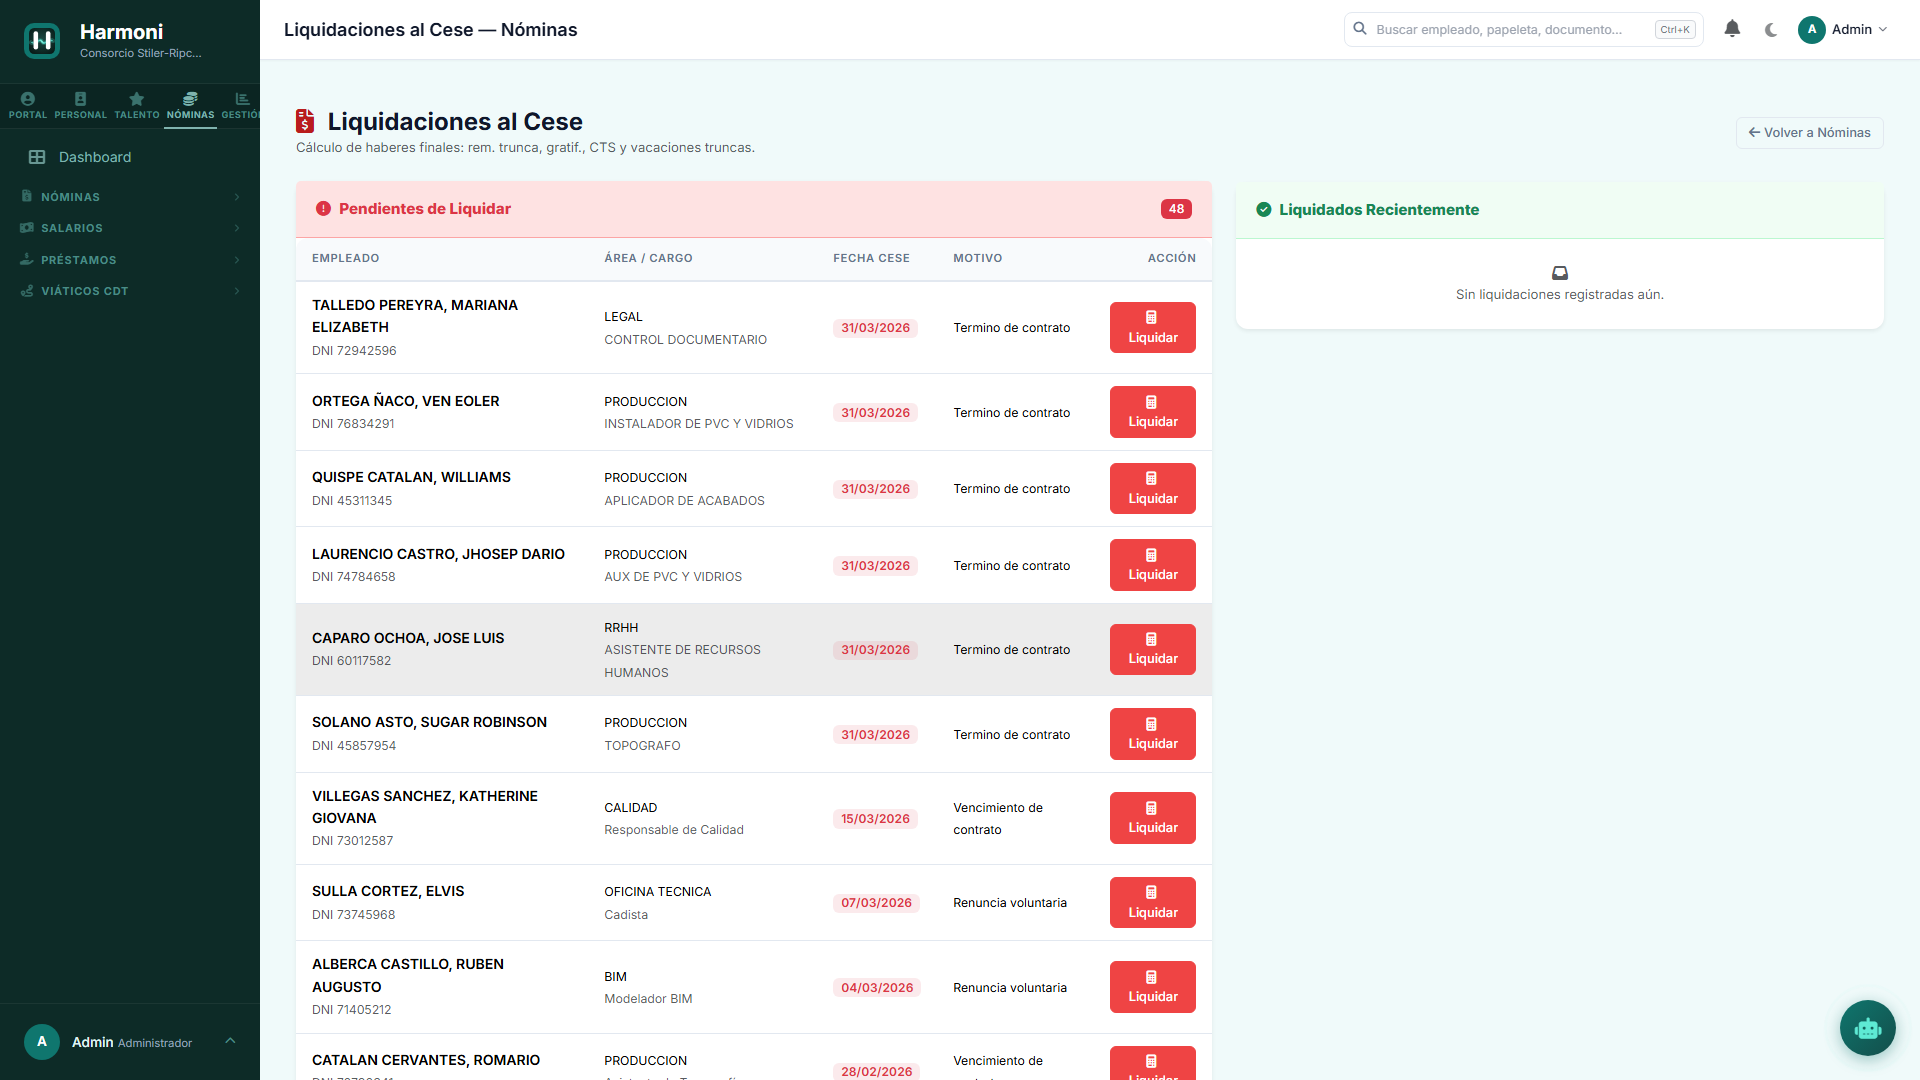 Harmoni
Consorcio Stiler-Ripc...
PORTAL
PERSONAL
TALENTO
NÓMINAS
GESTIÓN
Dashboard
NÓMINAS
SALARIOS
PRÉSTAMOS
VIÁTICOS CDT
A
Admin Administrador
Liquidaciones al Cese — Nóminas
Buscar empleado, papeleta, documento...
Ctrl+K
A
Admin
Liquidaciones al Cese
Cálculo de haberes finales: rem. trunca, gratif., CTS y vacaciones truncas.
Volver a Nóminas
Pendientes de Liquidar
48
EMPLEADO ÁREA / CARGO FECHA CESE MOTIVO ACCIÓN
TALLEDO PEREYRA, MARIANA
ELIZABETH
DNI 72942596
LEGAL
CONTROL DOCUMENTARIO
31/03/2026
Termino de contrato
Liquidar
ORTEGA ÑACO, VEN EOLER
DNI 76834291
PRODUCCION
INSTALADOR DE PVC Y VIDRIOS
31/03/2026
Termino de contrato
Liquidar
QUISPE CATALAN, WILLIAMS
DNI 45311345
PRODUCCION
APLICADOR DE ACABADOS
31/03/2026
Termino de contrato
Liquidar
LAURENCIO CASTRO, JHOSEP DARIO
DNI 74784658
PRODUCCION
AUX DE PVC Y VIDRIOS
31/03/2026
Termino de contrato
Liquidar
CAPARO OCHOA, JOSE LUIS
DNI 60117582
RRHH
ASISTENTE DE RECURSOS
HUMANOS
31/03/2026
Termino de contrato
Liquidar
SOLANO ASTO, SUGAR ROBINSON
DNI 45857954
PRODUCCION
TOPOGRAFO
31/03/2026
Termino de contrato
Liquidar
VILLEGAS SANCHEZ, KATHERINE
GIOVANA
DNI 73012587
CALIDAD
Responsable de Calidad
15/03/2026
Vencimiento de
contrato
Liquidar
SULLA CORTEZ, ELVIS
DNI 73745968
OFICINA TECNICA
Cadista
07/03/2026
Renuncia voluntaria
Liquidar
ALBERCA CASTILLO, RUBEN
AUGUSTO
DNI 71405212
BIM
Modelador BIM
04/03/2026
Renuncia voluntaria
Liquidar
CATALAN CERVANTES, ROMARIO
PRODUCCION
28/02/2026
Vencimiento de
Liquidar
Liquidados Recientemente
Sin liquidaciones registradas aún.